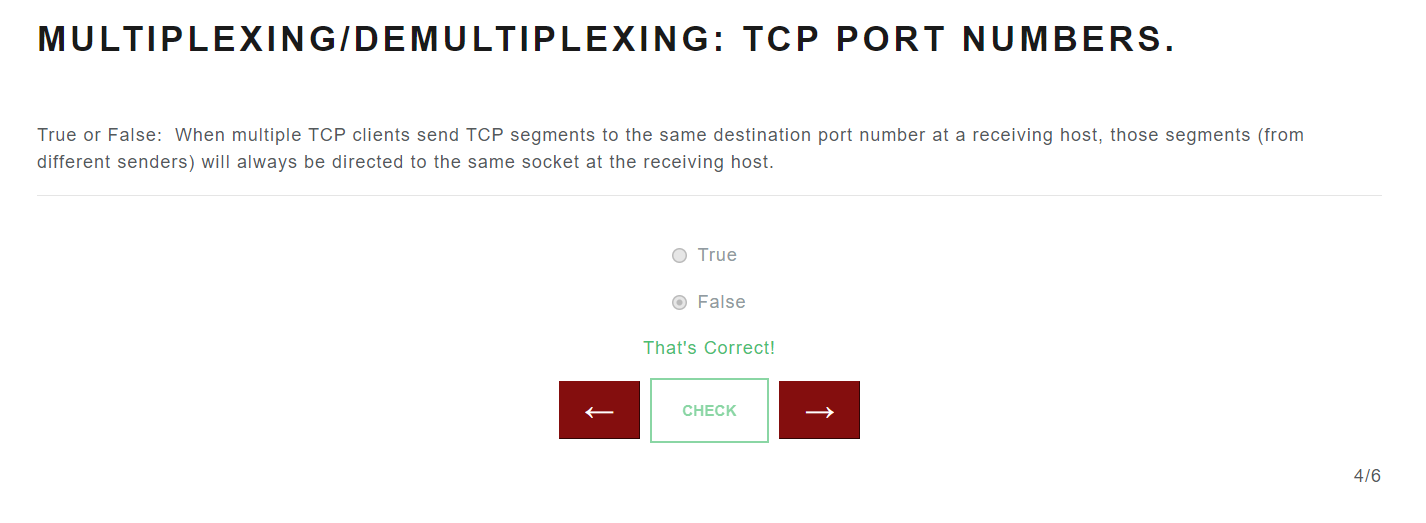 MULTIPLEXING/DEMULTIPLEXING: TCP PORT NUMBERS.
True or False:  When multiple TCP clients send TCP segments to the same destination port number at a receiving host, those segments (from
different senders) will always be directed to the same socket at the receiving host.
True
False
That's Correct!
← CHECK →
4/6